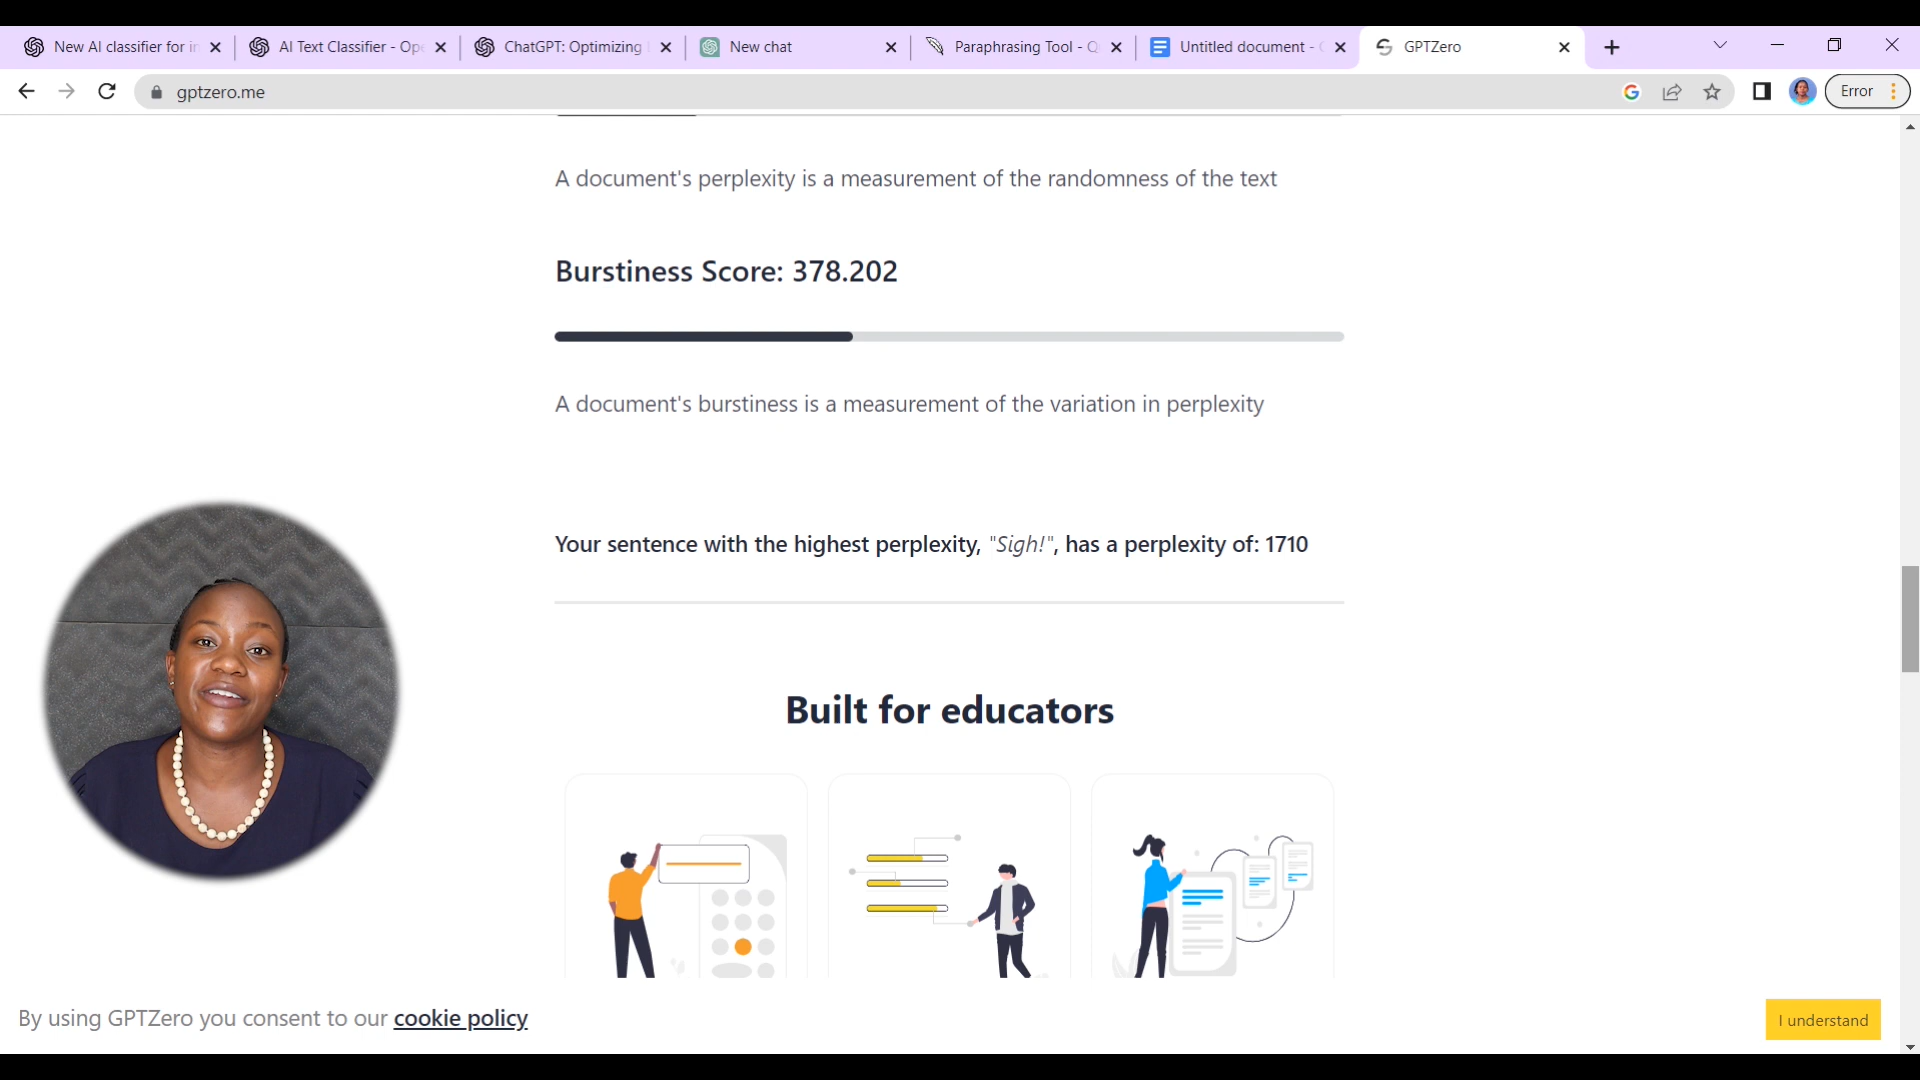 New AI classifier for in
AI Text Classifier - Ope
ChatGPT: Optimizing
New chat
Paraphrasing Tool - Q
Untitled document -
GPTZero
gptzero.me
Error
A document's perplexity is a measurement of the randomness of the text
Burstiness Score: 378.202
A document's burstiness is a measurement of the variation in perplexity
Your sentence with the highest perplexity, "Sigh!", has a perplexity of: 1710
Built for educators
By using GPTZero you consent to our cookie policy
I understand